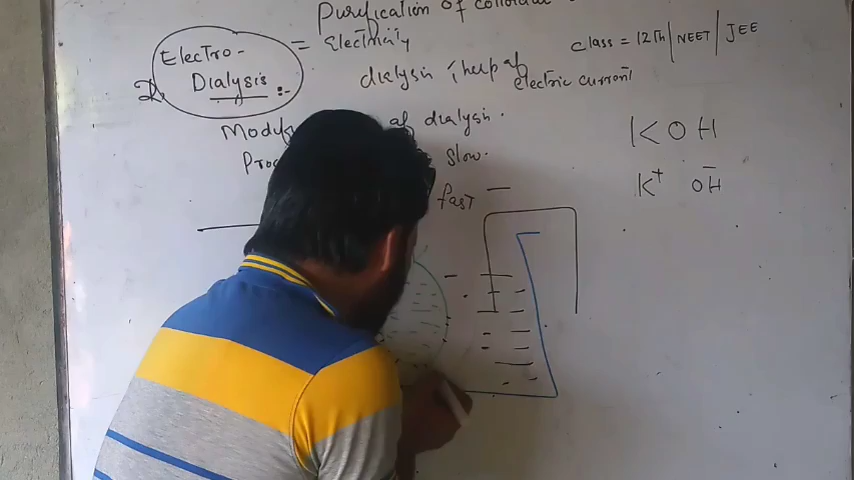 Purification of colloidal
Electro-
Dialysis :-
= Electricity
class = 12th | NEET | JEE
2.
dialysis
help of
electric current
Modify
of dialysis.
slow.
fast
KOH
K+ OH-